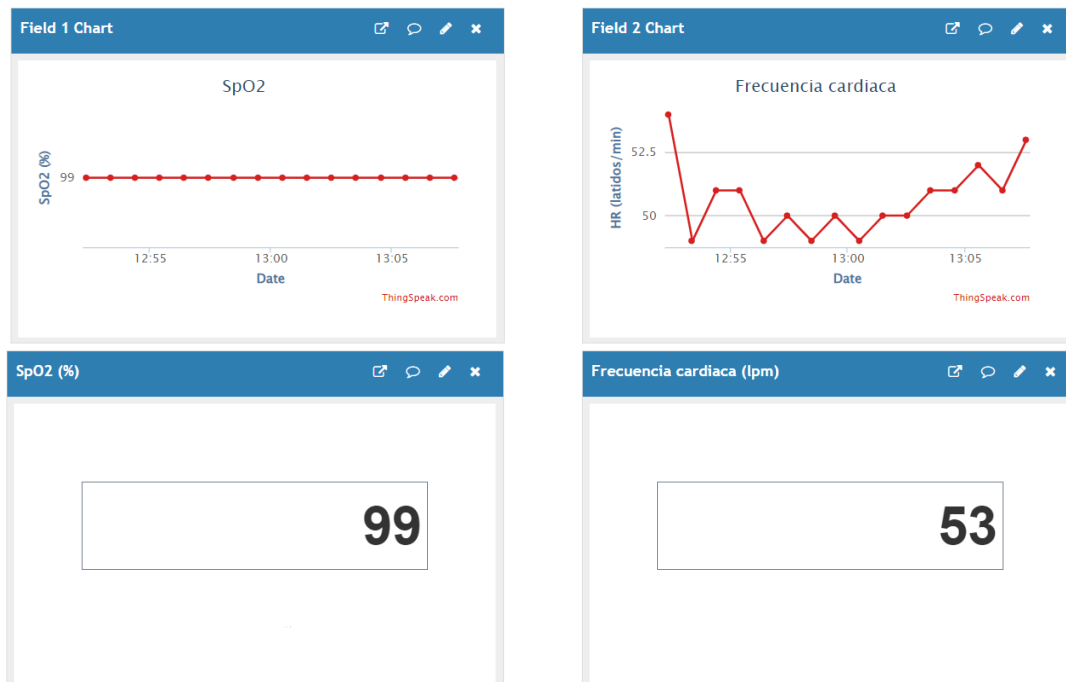 Field 1 Chart
SpO2
SpO2 (%)
99
12:55
13:00
13:05
Date
ThingSpeak.com
Field 2 Chart
Frecuencia cardiaca
HR (latidos/min)
52.5
50
12:55
13:00
13:05
Date
ThingSpeak.com
SpO2 (%)
99
Frecuencia cardiaca (lpm)
53